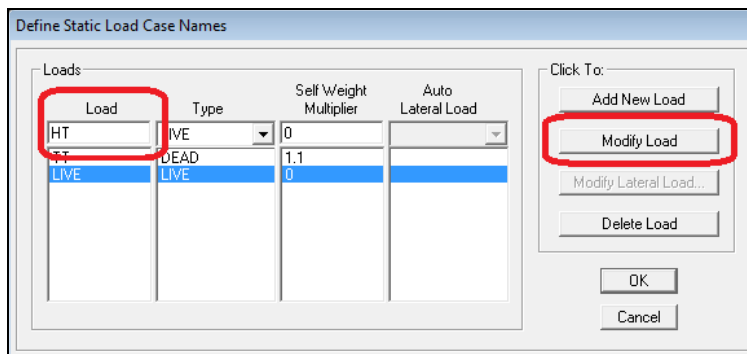 Define Static Load Case Names
Loads
Load Type Self Weight Multiplier Auto Lateral Load
HT LIVE 0
TT DEAD 1.1
LIVE LIVE 0
Click To:
Add New Load
Modify Load
Modify Lateral Load...
Delete Load
OK
Cancel